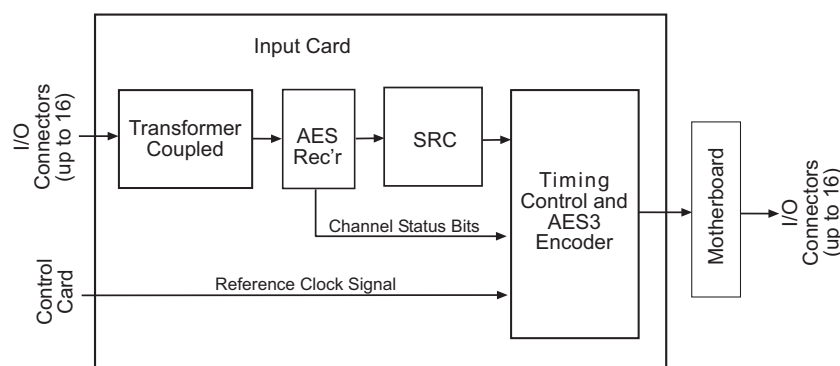 Input Card
I/O
Connectors
(up to 16)
Transformer
Coupled
AES
Rec'r
SRC
Timing
Control and
AES3
Encoder
Motherboard
I/O
Connectors
(up to 16)
Channel Status Bits
Control
Card
Reference Clock Signal